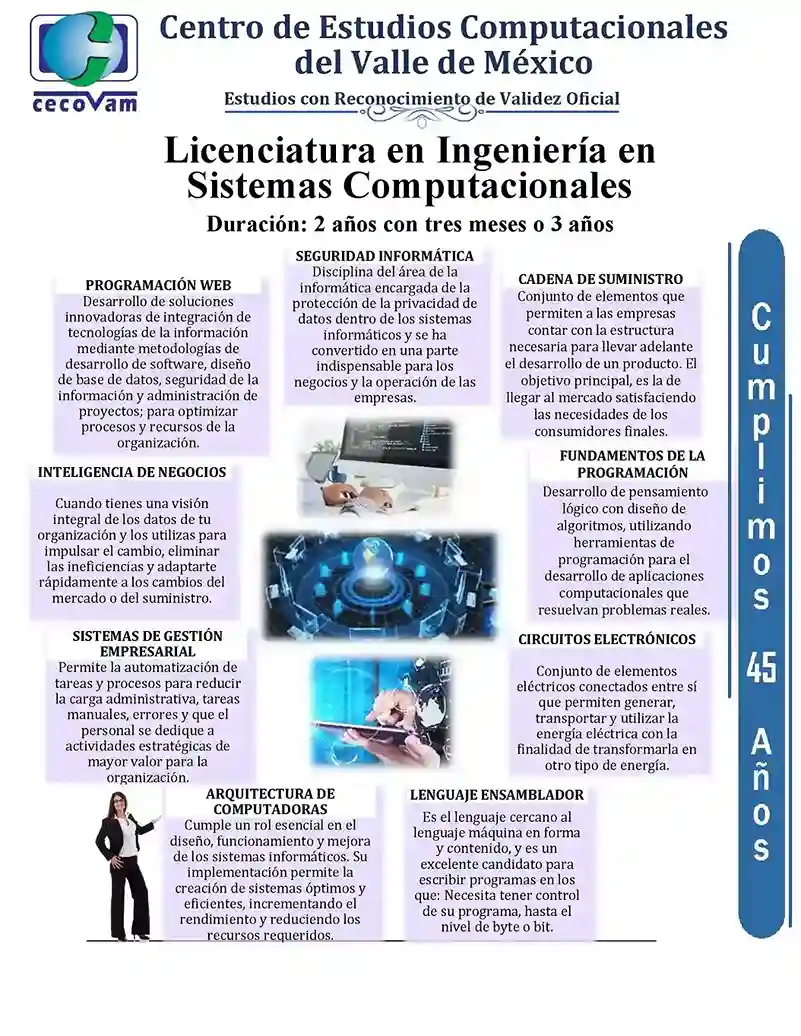 Centro de Estudios Computacionales
del Valle de México
cecovam
Estudios con Reconocimiento de Validez Oficial
Licenciatura en Ingeniería en
Sistemas Computacionales
Duración: 2 años con tres meses o 3 años
SEGURIDAD INFORMÁTICA
Disciplina del área de la
informática encargada de la
protección de la privacidad de
datos dentro de los sistemas
informáticos y se ha
convertido en una parte
indispensable para los
negocios y la operación de las
empresas.
PROGRAMACIÓN WEB
Desarrollo de soluciones
innovadoras de integración de
tecnologías de la información
mediante metodologías de
desarrollo de software, diseño
de base de datos, seguridad de la
información y administración de
proyectos; para optimizar
procesos y recursos de la
organización.
CADENA DE SUMINISTRO
Conjunto de elementos que
permiten a las empresas
contar con la estructura
necesaria para llevar adelante
el desarrollo de un producto. El
objetivo principal, es la de
llegar al mercado satisfaciendo
las necesidades de los
consumidores finales.
INTELIGENCIA DE NEGOCIOS
Cuando tienes una visión
integral de los datos de tu
organización y los utilizas para
impulsar el cambio, eliminar
las ineficiencias y adaptarte
rápidamente a los cambios del
mercado o del suministro.
FUNDAMENTOS DE LA
PROGRAMACIÓN
Desarrollo de pensamiento
lógico con diseño de
algoritmos, utilizando
herramientas de
programación para el
desarrollo de aplicaciones
computacionales que
resuelvan problemas reales.
SISTEMAS DE GESTIÓN
EMPRESARIAL
Permite la automatización de
tareas y procesos para reducir
la carga administrativa, tareas
manuales, errores y que el
personal se dedique a
actividades estratégicas de
mayor valor para la
organización.
CIRCUITOS ELECTRÓNICOS
Conjunto de elementos
eléctricos conectados entre sí
que permiten generar,
transportar y utilizar la
energía eléctrica con la
finalidad de transformarla en
otro tipo de energía.
ARQUITECTURA DE
COMPUTADORAS
Cumple un rol esencial en el
diseño, funcionamiento y mejora
de los sistemas informáticos. Su
implementación permite la
creación de sistemas óptimos y
eficientes, incrementando el
rendimiento y reduciendo los
recursos requeridos.
LENGUAJE ENSAMBLADOR
Es el lenguaje cercano al
lenguaje máquina en forma
y contenido, y es un
excelente candidato para
escribir programas en los
que: Necesita tener control
de su programa, hasta el
nivel de byte o bit.
Cumplimos 45 Años